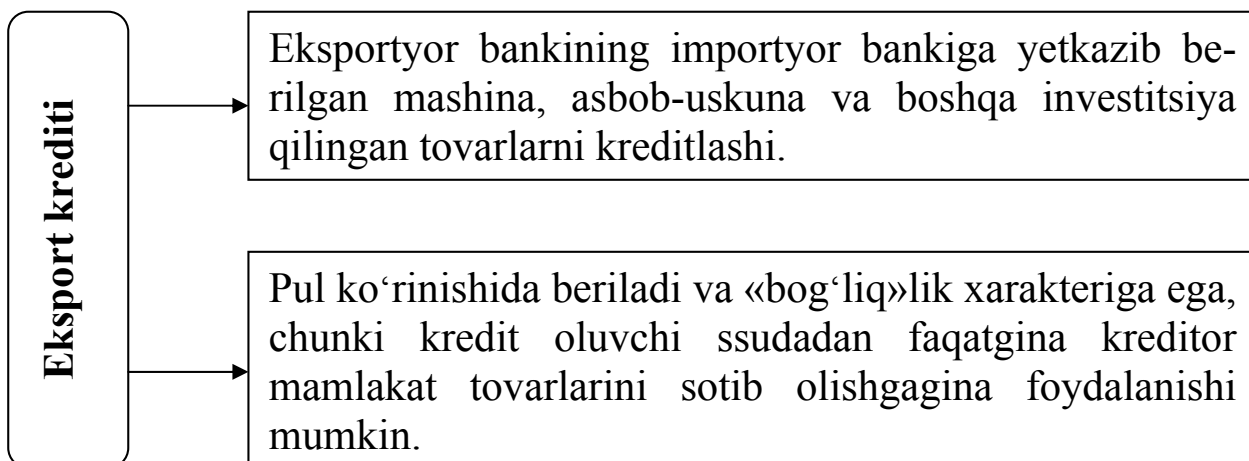 Eksport krediti
Eksportyor bankining importyor bankiga yetkazib be-
rilgan mashina, asbob-uskuna va boshqa investitsiya
qilingan tovarlarni kreditlashi.
Pul ko‘rinishida beriladi va «bog‘liq»lik xarakteriga ega,
chunki kredit oluvchi ssudadan faqatgina kreditor
mamlakat tovarlarini sotib olishgagina foydalanishi
mumkin.